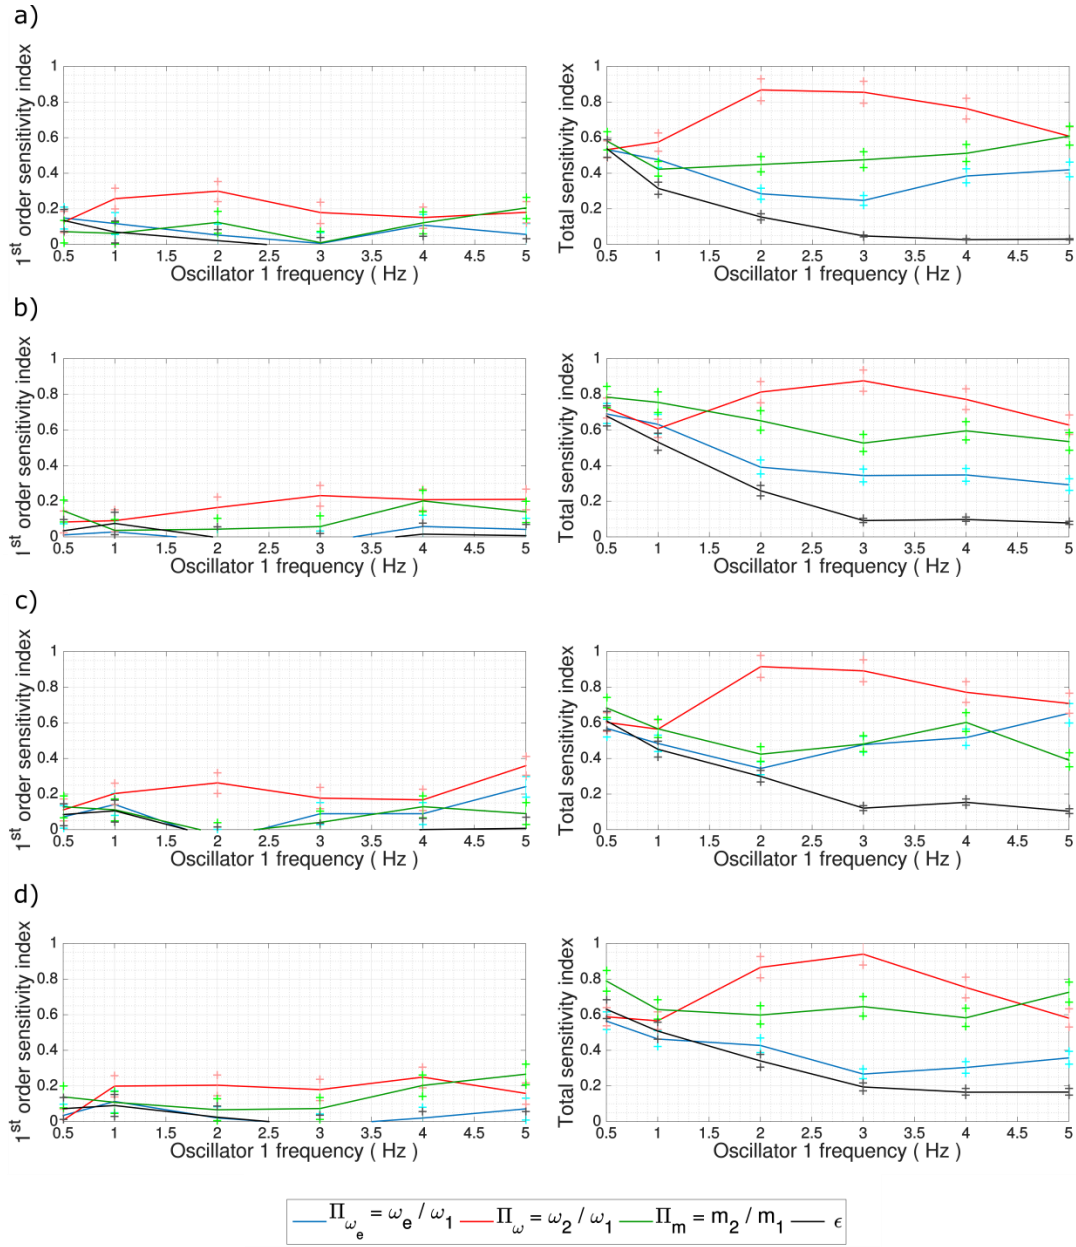 a)
1st order sensitivity index
1
0.8
0.6
0.4
0.2
0
0.5 1 1.5 2 2.5 3 3.5 4 4.5 5
Oscillator 1 frequency ( Hz )
Total sensitivity index
1
0.8
0.6
0.4
0.2
0
0.5 1 1.5 2 2.5 3 3.5 4 4.5 5
Oscillator 1 frequency ( Hz )
b)
1st order sensitivity index
1
0.8
0.6
0.4
0.2
0
0.5 1 1.5 2 2.5 3 3.5 4 4.5 5
Oscillator 1 frequency ( Hz )
Total sensitivity index
1
0.8
0.6
0.4
0.2
0
0.5 1 1.5 2 2.5 3 3.5 4 4.5 5
Oscillator 1 frequency ( Hz )
c)
1st order sensitivity index
1
0.8
0.6
0.4
0.2
0
0.5 1 1.5 2 2.5 3 3.5 4 4.5 5
Oscillator 1 frequency ( Hz )
Total sensitivity index
1
0.8
0.6
0.4
0.2
0
0.5 1 1.5 2 2.5 3 3.5 4 4.5 5
Oscillator 1 frequency ( Hz )
d)
1st order sensitivity index
1
0.8
0.6
0.4
0.2
0
0.5 1 1.5 2 2.5 3 3.5 4 4.5 5
Oscillator 1 frequency ( Hz )
Total sensitivity index
1
0.8
0.6
0.4
0.2
0
0.5 1 1.5 2 2.5 3 3.5 4 4.5 5
Oscillator 1 frequency ( Hz )
Π_ω_e = ω_e / ω_1 Π_ω = ω_2 / ω_1 Π_m = m_2 / m_1 ϵ